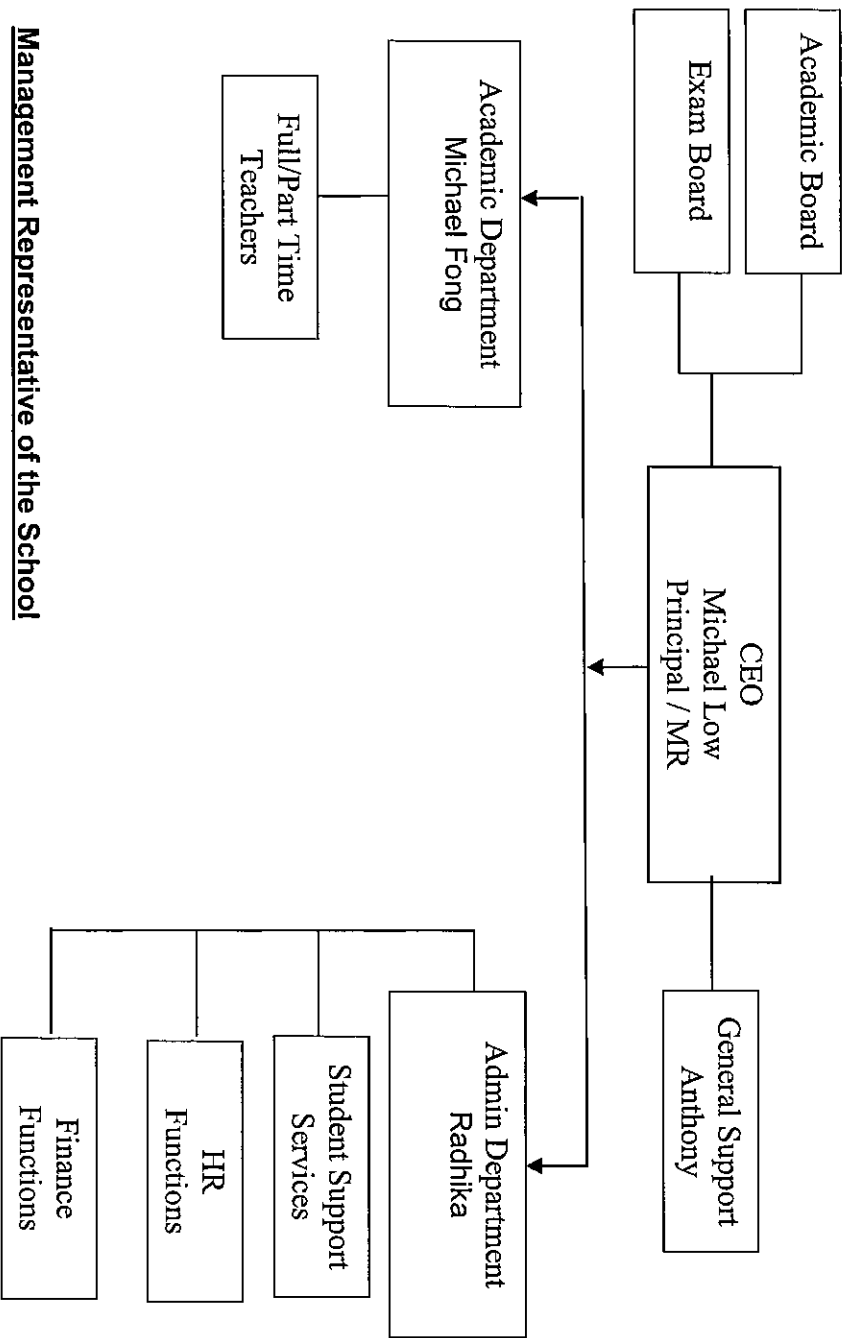 Academic Board
Exam Board
CEO
Michael Low
Principal / MR
General Support
Anthony
Academic Department
Michael Fong
Full/Part Time
Teachers
Admin Department
Radhika
Student Support
Services
HR
Functions
Finance
Functions
Management Representative of the School